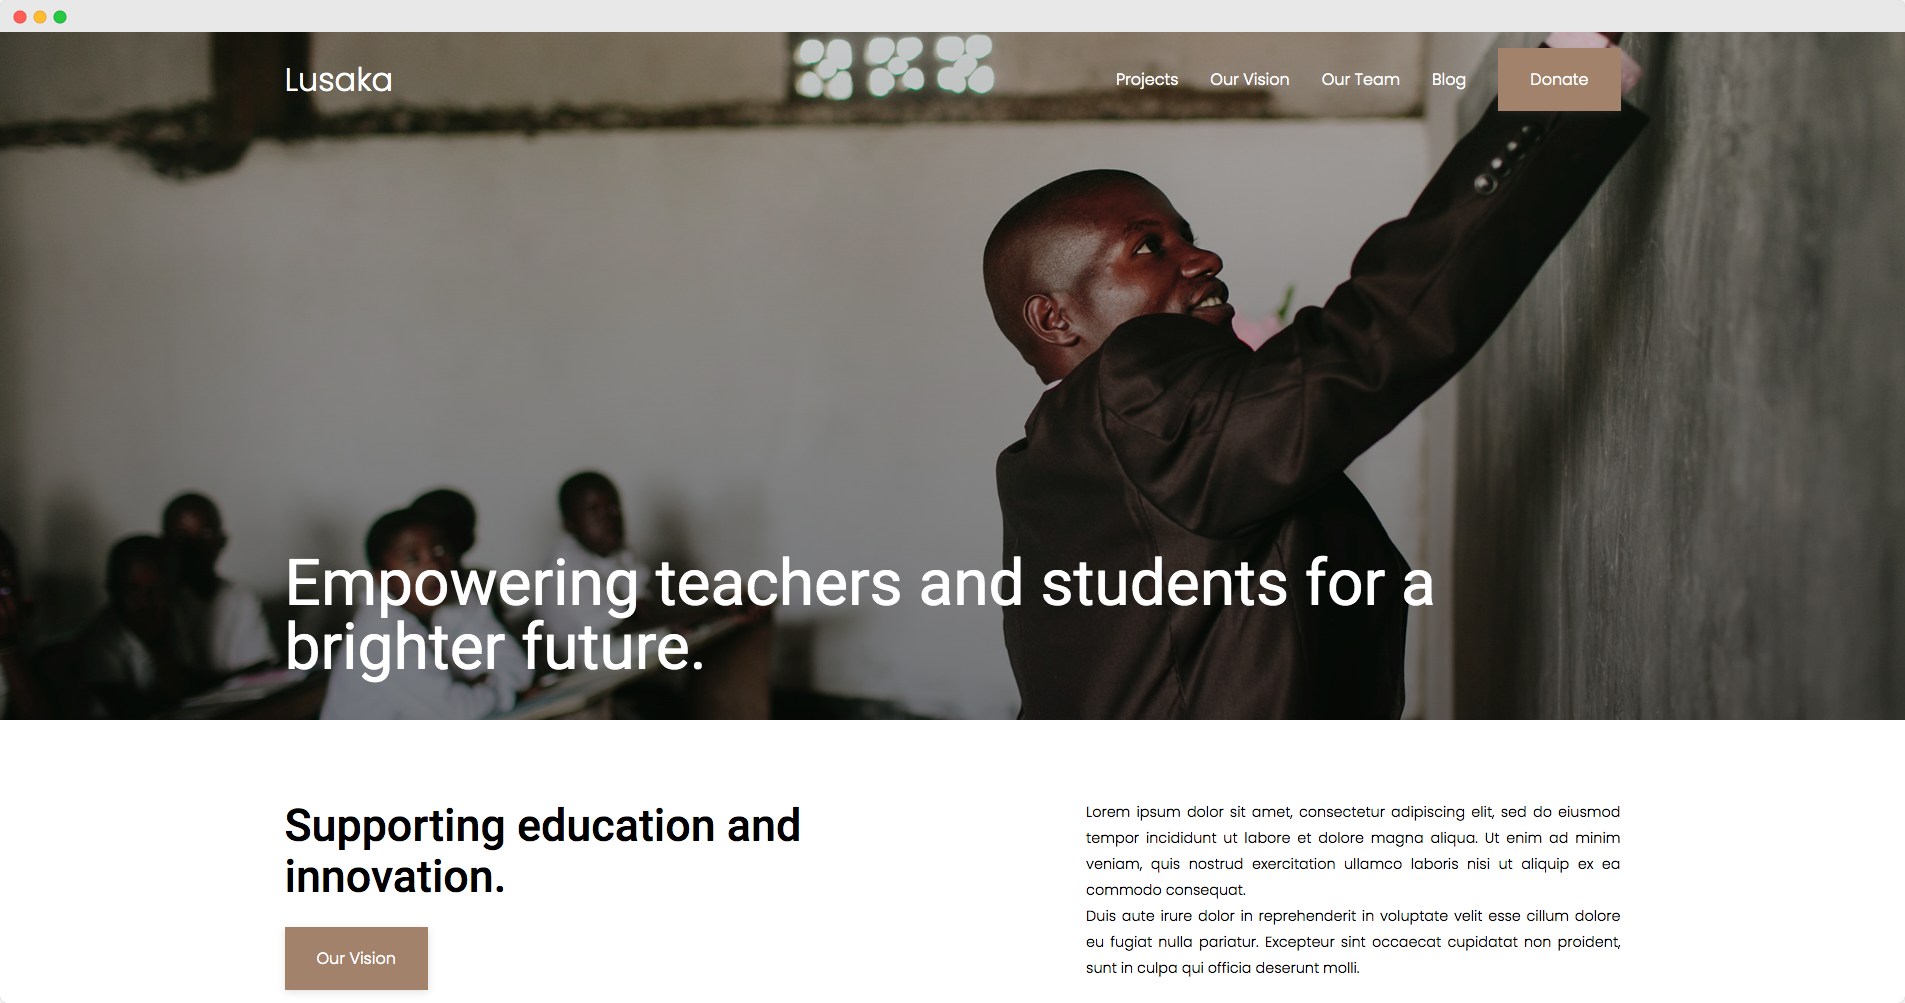 Lusaka
Projects Our Vision Our Team Blog Donate
Empowering teachers and students for a
brighter future.
Supporting education and
innovation.
Our Vision
Lorem ipsum dolor sit amet, consectetur adipiscing elit, sed do eiusmod
tempor incididunt ut labore et dolore magna aliqua. Ut enim ad minim
veniam, quis nostrud exercitation ullamco laboris nisi ut aliquip ex ea
commodo consequat.
Duis aute irure dolor in reprehenderit in voluptate velit esse cillum dolore
eu fugiat nulla pariatur. Excepteur sint occaecat cupidatat non proident,
sunt in culpa qui officia deserunt molli.